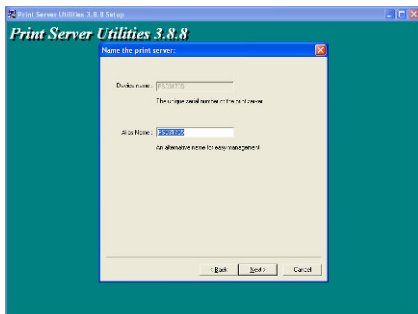 Print Server Utilities 3.8.8 Setup
Print Server Utilities 3.8.8
Name the print server:
Device name:
The unique serial number of the print server
Alias Name:
An alternative name for easy management
< Back
Next >
Cancel